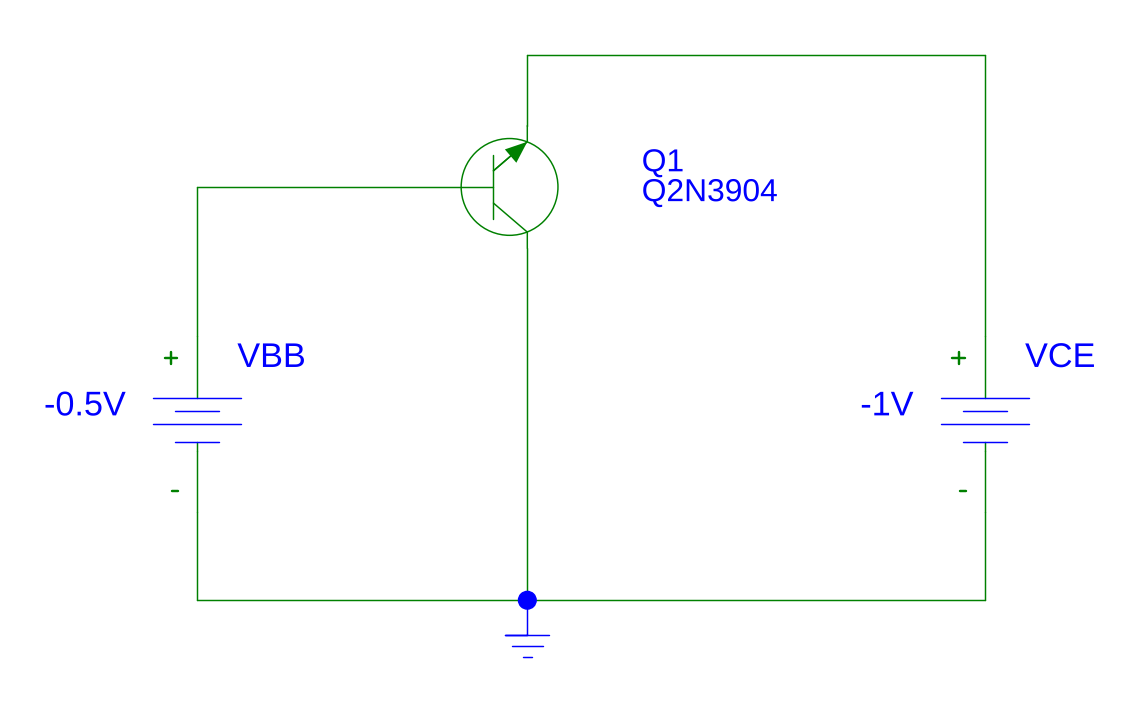 Q1
Q2N3904
+
VBB
+
VCE
-0.5V
-1V
-
-